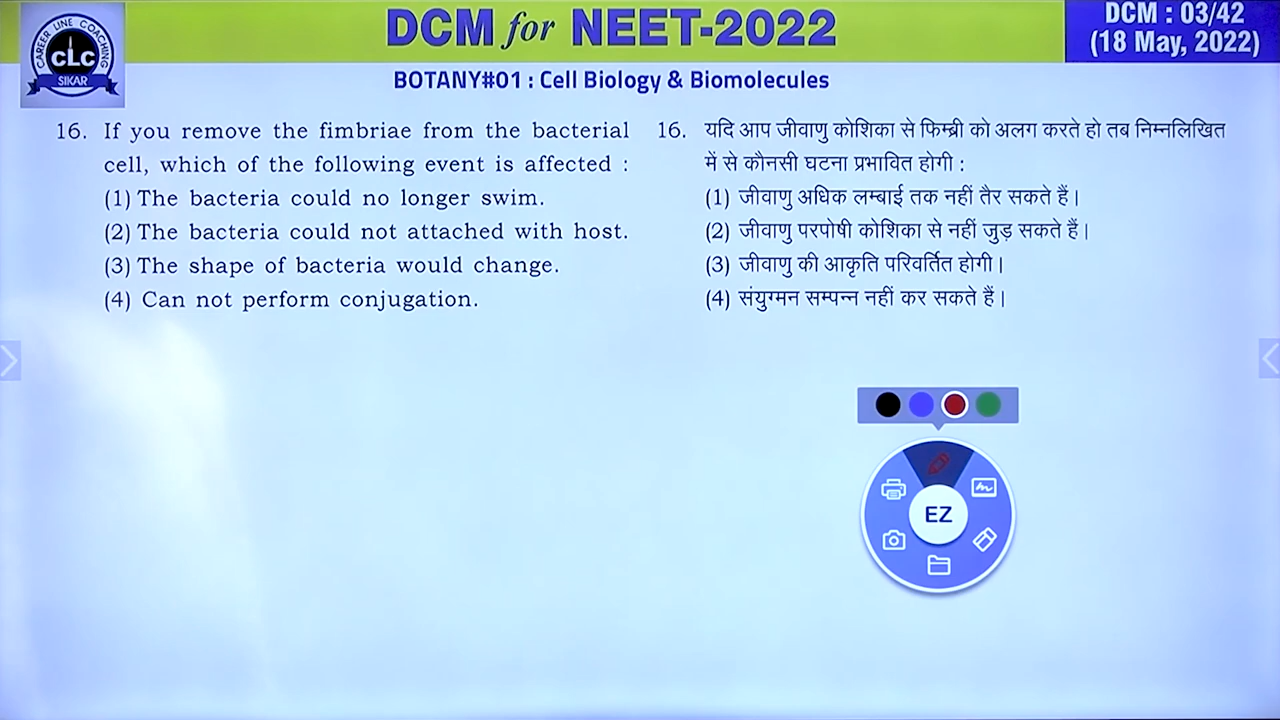 CAREER LINE COACHING
CLC
SIKAR
DCM for NEET-2022
DCM : 03/42
(18 May, 2022)
BOTANY#01 : Cell Biology & Biomolecules
16. If you remove the fimbriae from the bacterial
cell, which of the following event is affected :
(1) The bacteria could no longer swim.
(2) The bacteria could not attached with host.
(3) The shape of bacteria would change.
(4) Can not perform conjugation.
16. यदि आप जीवाणु कोशिका से फिम्ब्री को अलग करते हो तब निम्नलिखित
में से कौनसी घटना प्रभावित होगी :
(1) जीवाणु अधिक लम्बाई तक नहीं तैर सकते हैं।
(2) जीवाणु परपोषी कोशिका से नहीं जुड़ सकते हैं।
(3) जीवाणु की आकृति परिवर्तित होगी।
(4) संयुग्मन सम्पन्न नहीं कर सकते हैं।
EZ